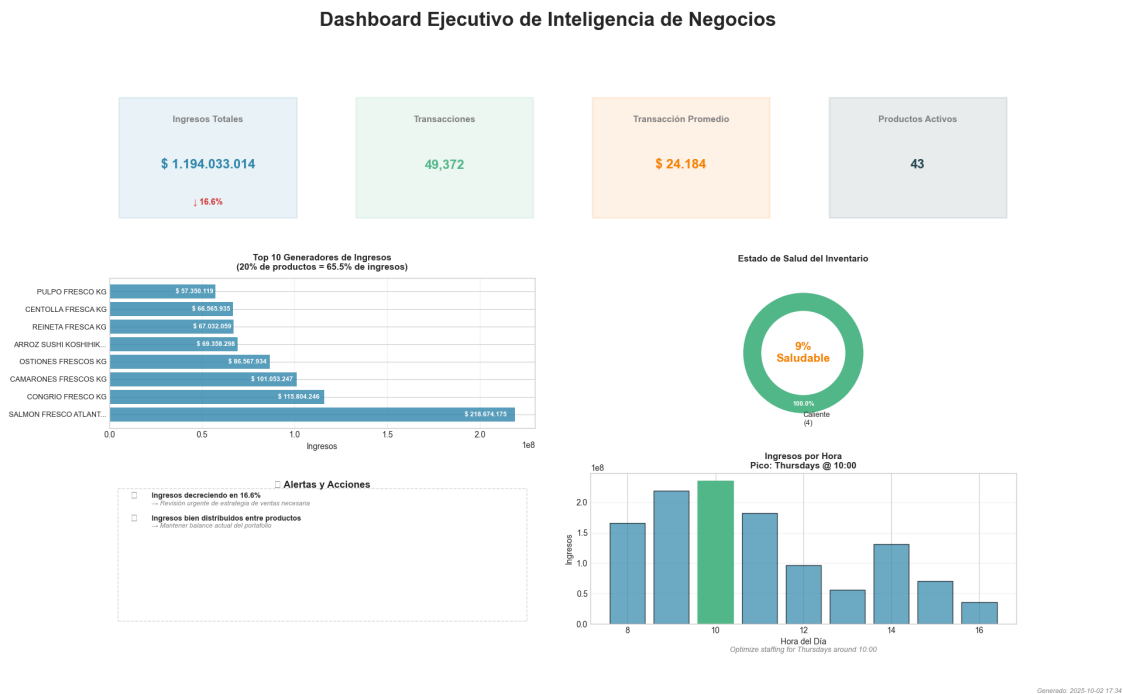 Dashboard Ejecutivo de Inteligencia de Negocios
Ingresos Totales
$ 1.194.033.014
↓ 16.6%
Transacciones
49,372
Transacción Promedio
$ 24.184
Productos Activos
43
Top 10 Generadores de Ingresos
(20% de productos = 65.5% de ingresos)
PULPO FRESCO KG
$ 57.350.119
CENTOLLA FRESCA KG
$ 66.565.935
REINETA FRESCA KG
$ 67.032.059
ARROZ SUSHI KOSHIHIK...
$ 69.358.298
OSTIONES FRESCOS KG
$ 86.567.934
CAMARONES FRESCOS KG
$ 101.053.247
CONGRIO FRESCO KG
$ 115.804.246
SALMON FRESCO ATLANT...
$ 218.674.175
0.0 0.5 1.0 1.5 2.0
1e8
Ingresos
Estado de Salud del Inventario
9%
Saludable
100.0%
Caliente
(4)
Alertas y Acciones
Ingresos decreciendo en 16.6%
→ Revisión urgente de estrategia de ventas necesaria
Ingresos bien distribuidos entre productos
→ Mantener balance actual del portafolio
Ingresos por Hora
Pico: Thursdays @ 10:00
1e8
2.0
1.5
1.0
0.5
0.0
Ingresos
8 10 12 14 16
Hora del Día
Optimize staffing for Thursdays around 10:00
Generado: 2025-10-02 17:34